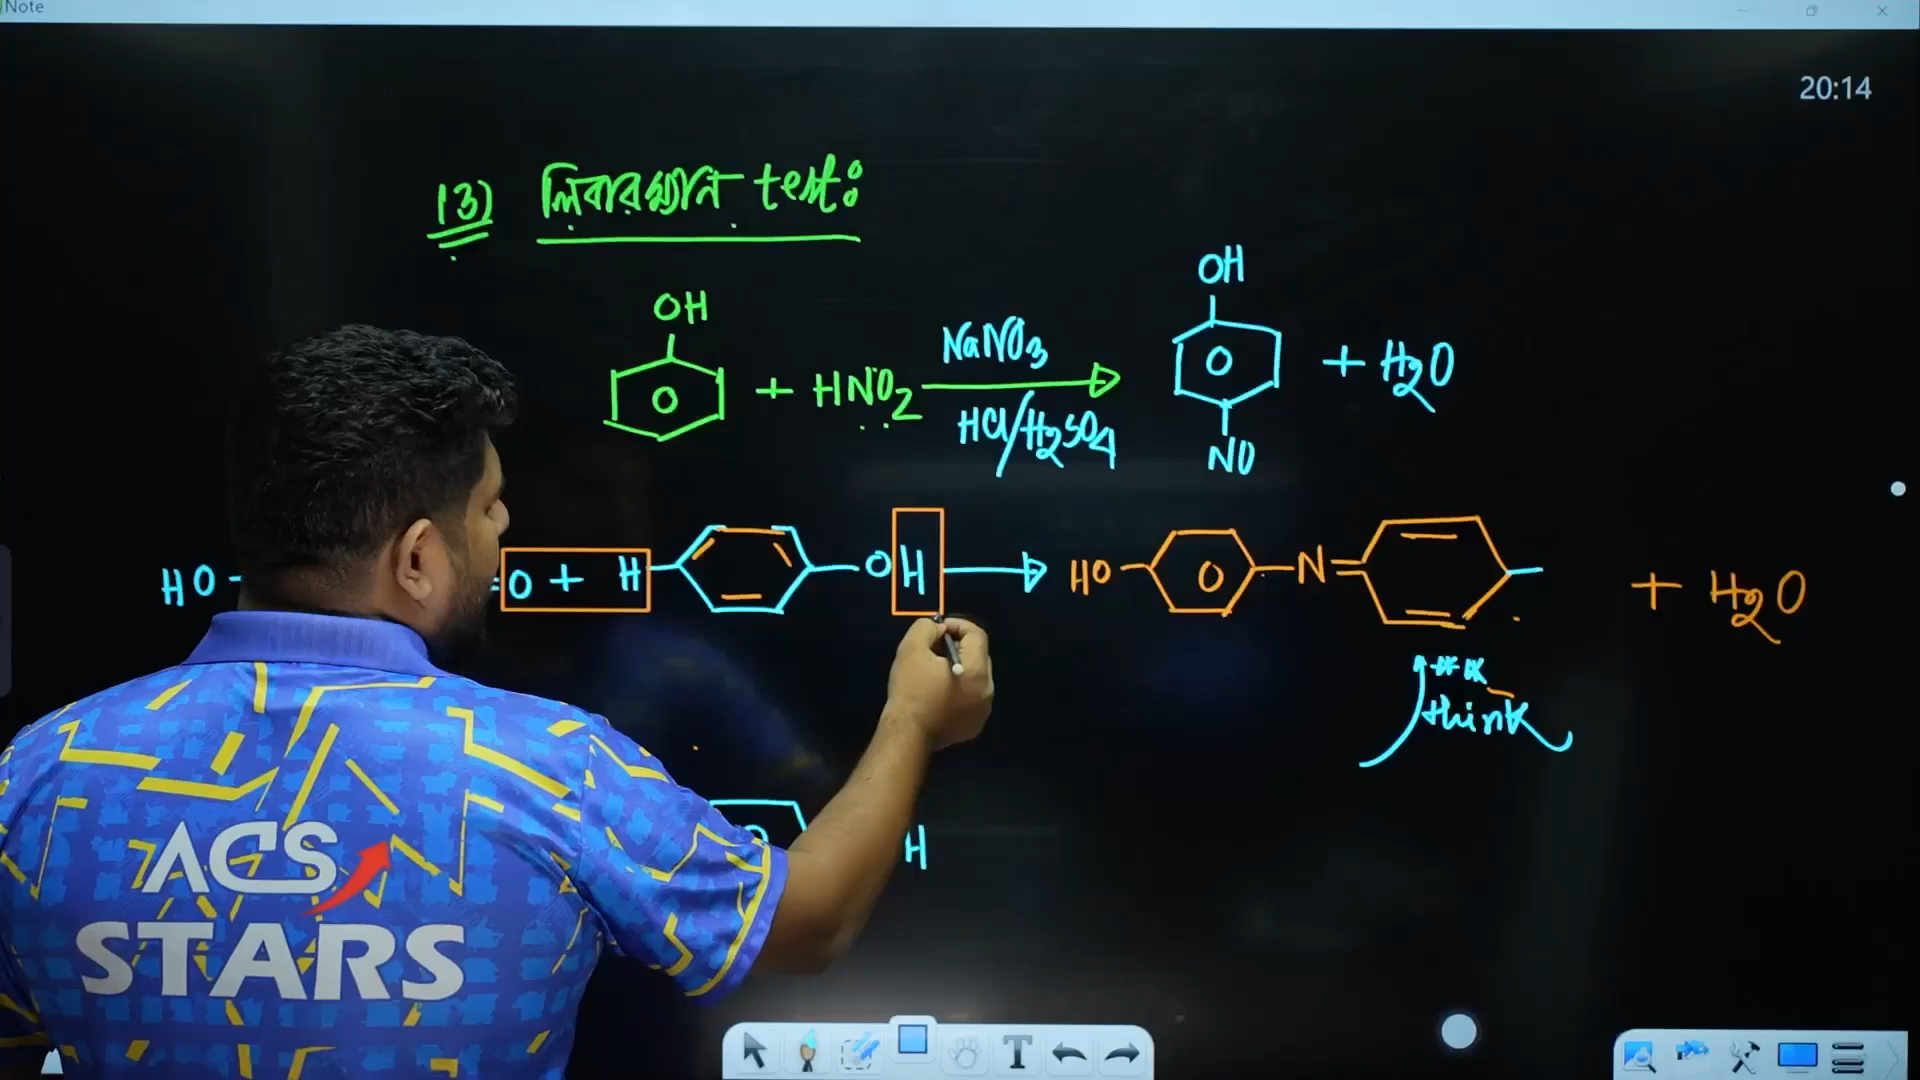 Note
20:14
13) লিবারম্যান test:
OH
OH
NaNO3
+ HNO2
+ H2O
HCl/H2SO4
NO
HO - =O + H - OH HO - N = + H2O
think
H
ACS
STARS
T